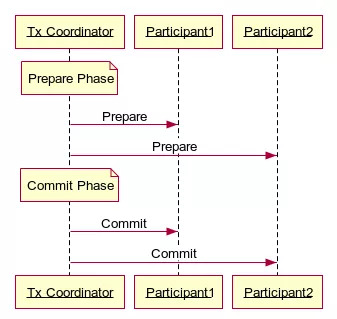 Tx Coordinator
Participant1
Participant2
Prepare Phase
Prepare
Prepare
Commit Phase
Commit
Commit
Tx Coordinator
Participant1
Participant2